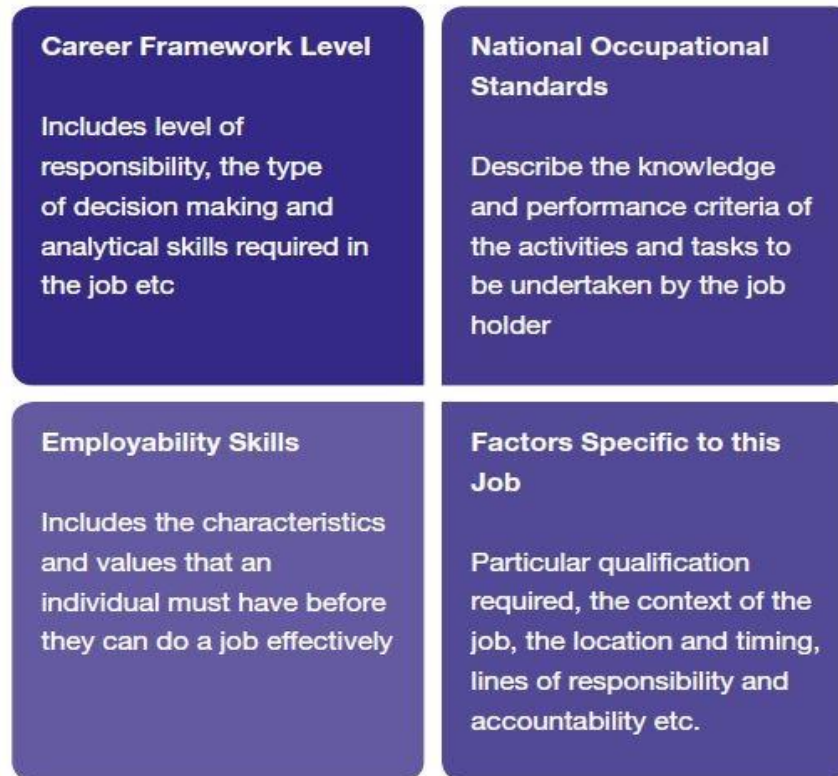 Career Framework Level
Includes level of
responsibility, the type
of decision making and
analytical skills required in
the job etc
National Occupational
Standards
Describe the knowledge
and performance criteria of
the activities and tasks to
be undertaken by the job
holder
Employability Skills
Includes the characteristics
and values that an
individual must have before
they can do a job effectively
Factors Specific to this
Job
Particular qualification
required, the context of the
job, the location and timing,
lines of responsibility and
accountability etc.